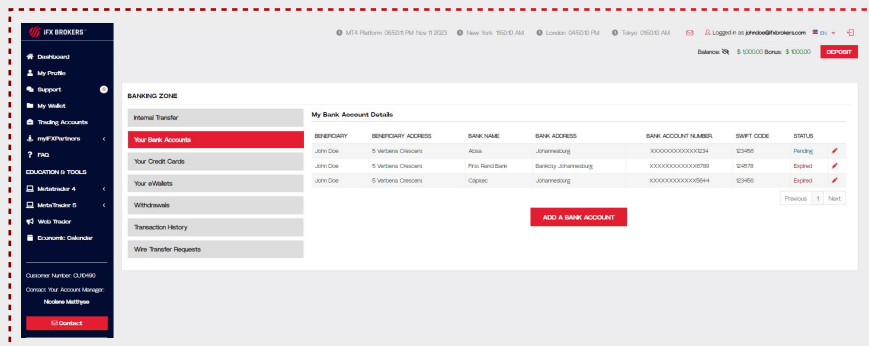 iFX BROKERS
MT4 Platform 06:50:11 PM Nov 11 2023 New York 11:50:10 AM London 04:50:10 PM Tokyo 01:50:10 AM Logged in as johndoe@ifxbrokers.com EN
Balance: $ 1,000.00 Bonus: $ 1000.00 DEPOSIT
Dashboard
My Profile
Support
My Wallet
Trading Accounts
myIFXPartners
FAQ
EDUCATION & TOOLS
Metatrader 4
MetaTrader 5
Web Trader
Economic Calendar
Customer Number: CU10490
Contact Your Account Manager:
Nicolene Matthyse
Contact
BANKING ZONE
Internal Transfer
Your Bank Accounts
Your Credit Cards
Your eWallets
Withdrawals
Transaction History
Wire Transfer Requests
My Bank Account Details
BENEFICIARY BENEFICIARY ADDRESS BANK NAME BANK ADDRESS BANK ACCOUNT NUMBER. SWIFT CODE STATUS
John Doe 5 Verbena Crescent Absa Johannesburg XXXXXXXXXXXX1234 123456 Pending
John Doe 5 Verbena Crescent First Rand Bank Bankcity Johannesburg XXXXXXXXXXXX6789 124578 Expired
John Doe 5 Verbena Crescent Capitec Johannesburg XXXXXXXXXXXX5644 123456 Expired
Previous 1 Next
ADD A BANK ACCOUNT